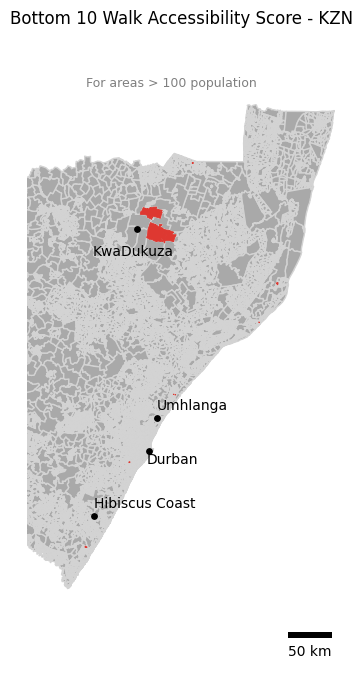 Bottom 10 Walk Accessibility Score - KZN
For areas > 100 population
KwaDukuza
Umhlanga
Durban
Hibiscus Coast
50 km